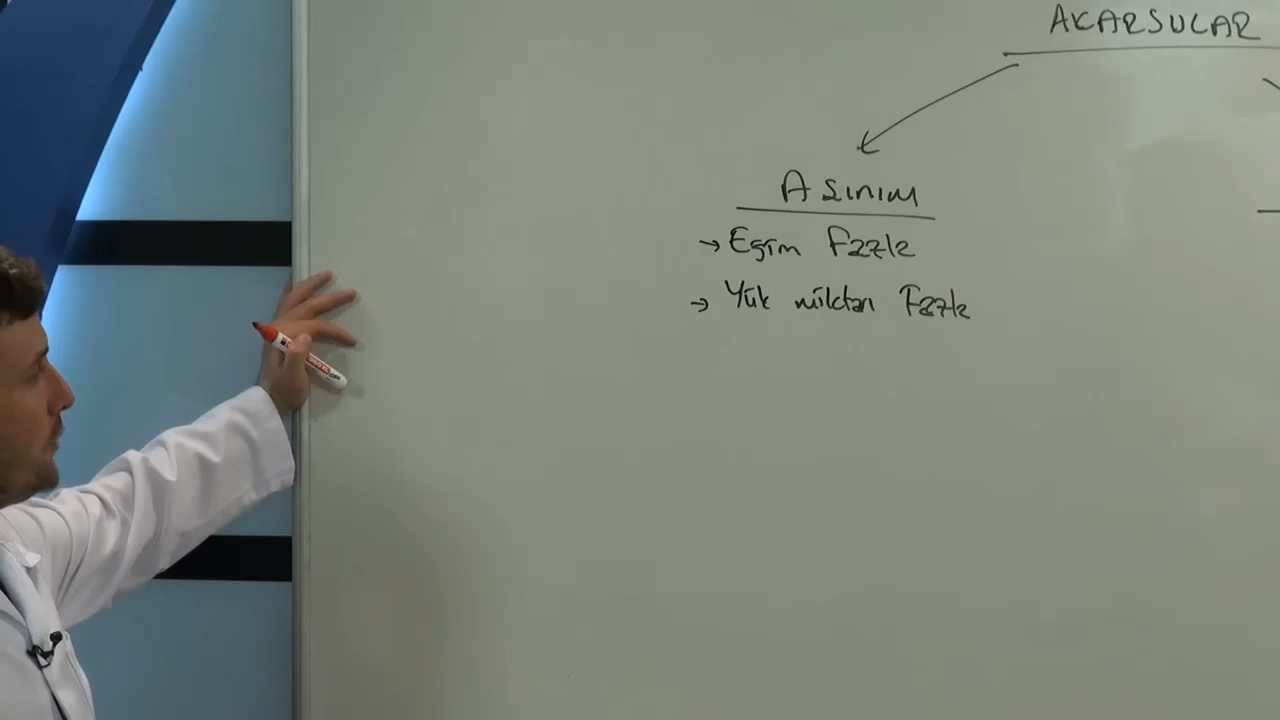 AKARSULAR
Aşınım
→ Eğim Fazla
→ Yük miktarı Fazla